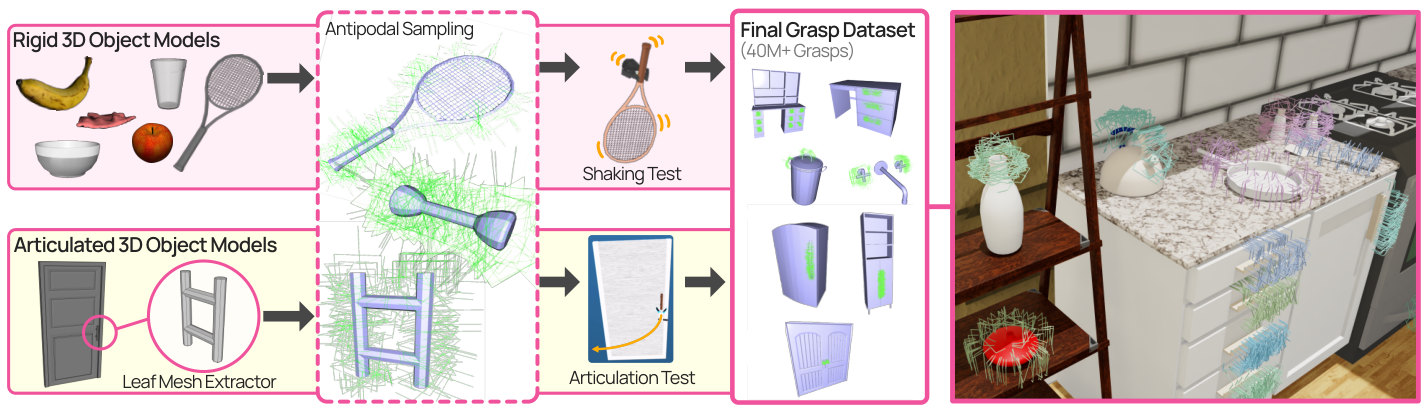 Rigid 3D Object Models
Antipodal Sampling
Shaking Test
Final Grasp Dataset
(40M+ Grasps)
Articulated 3D Object Models
Leaf Mesh Extractor
Articulation Test